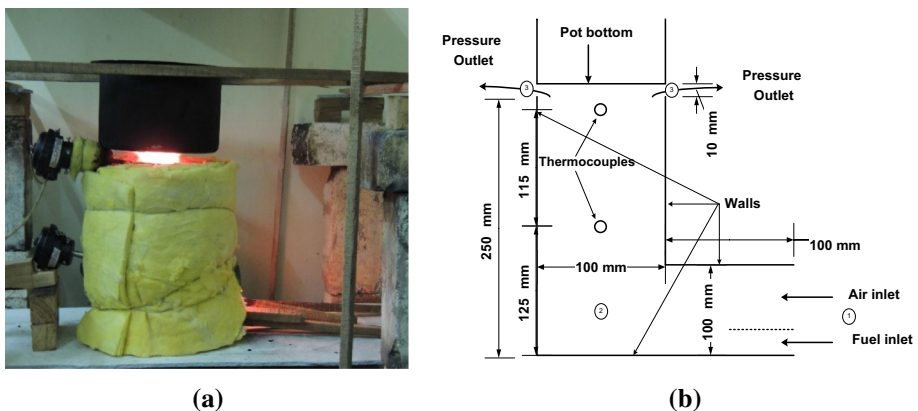 Pressure
Outlet
Pot bottom
3
3
Pressure
Outlet
10 mm
Thermocouples
115 mm
250 mm
Walls
100 mm
100 mm
125 mm
100 mm
2
Air inlet
1
Fuel inlet
(a)
(b)